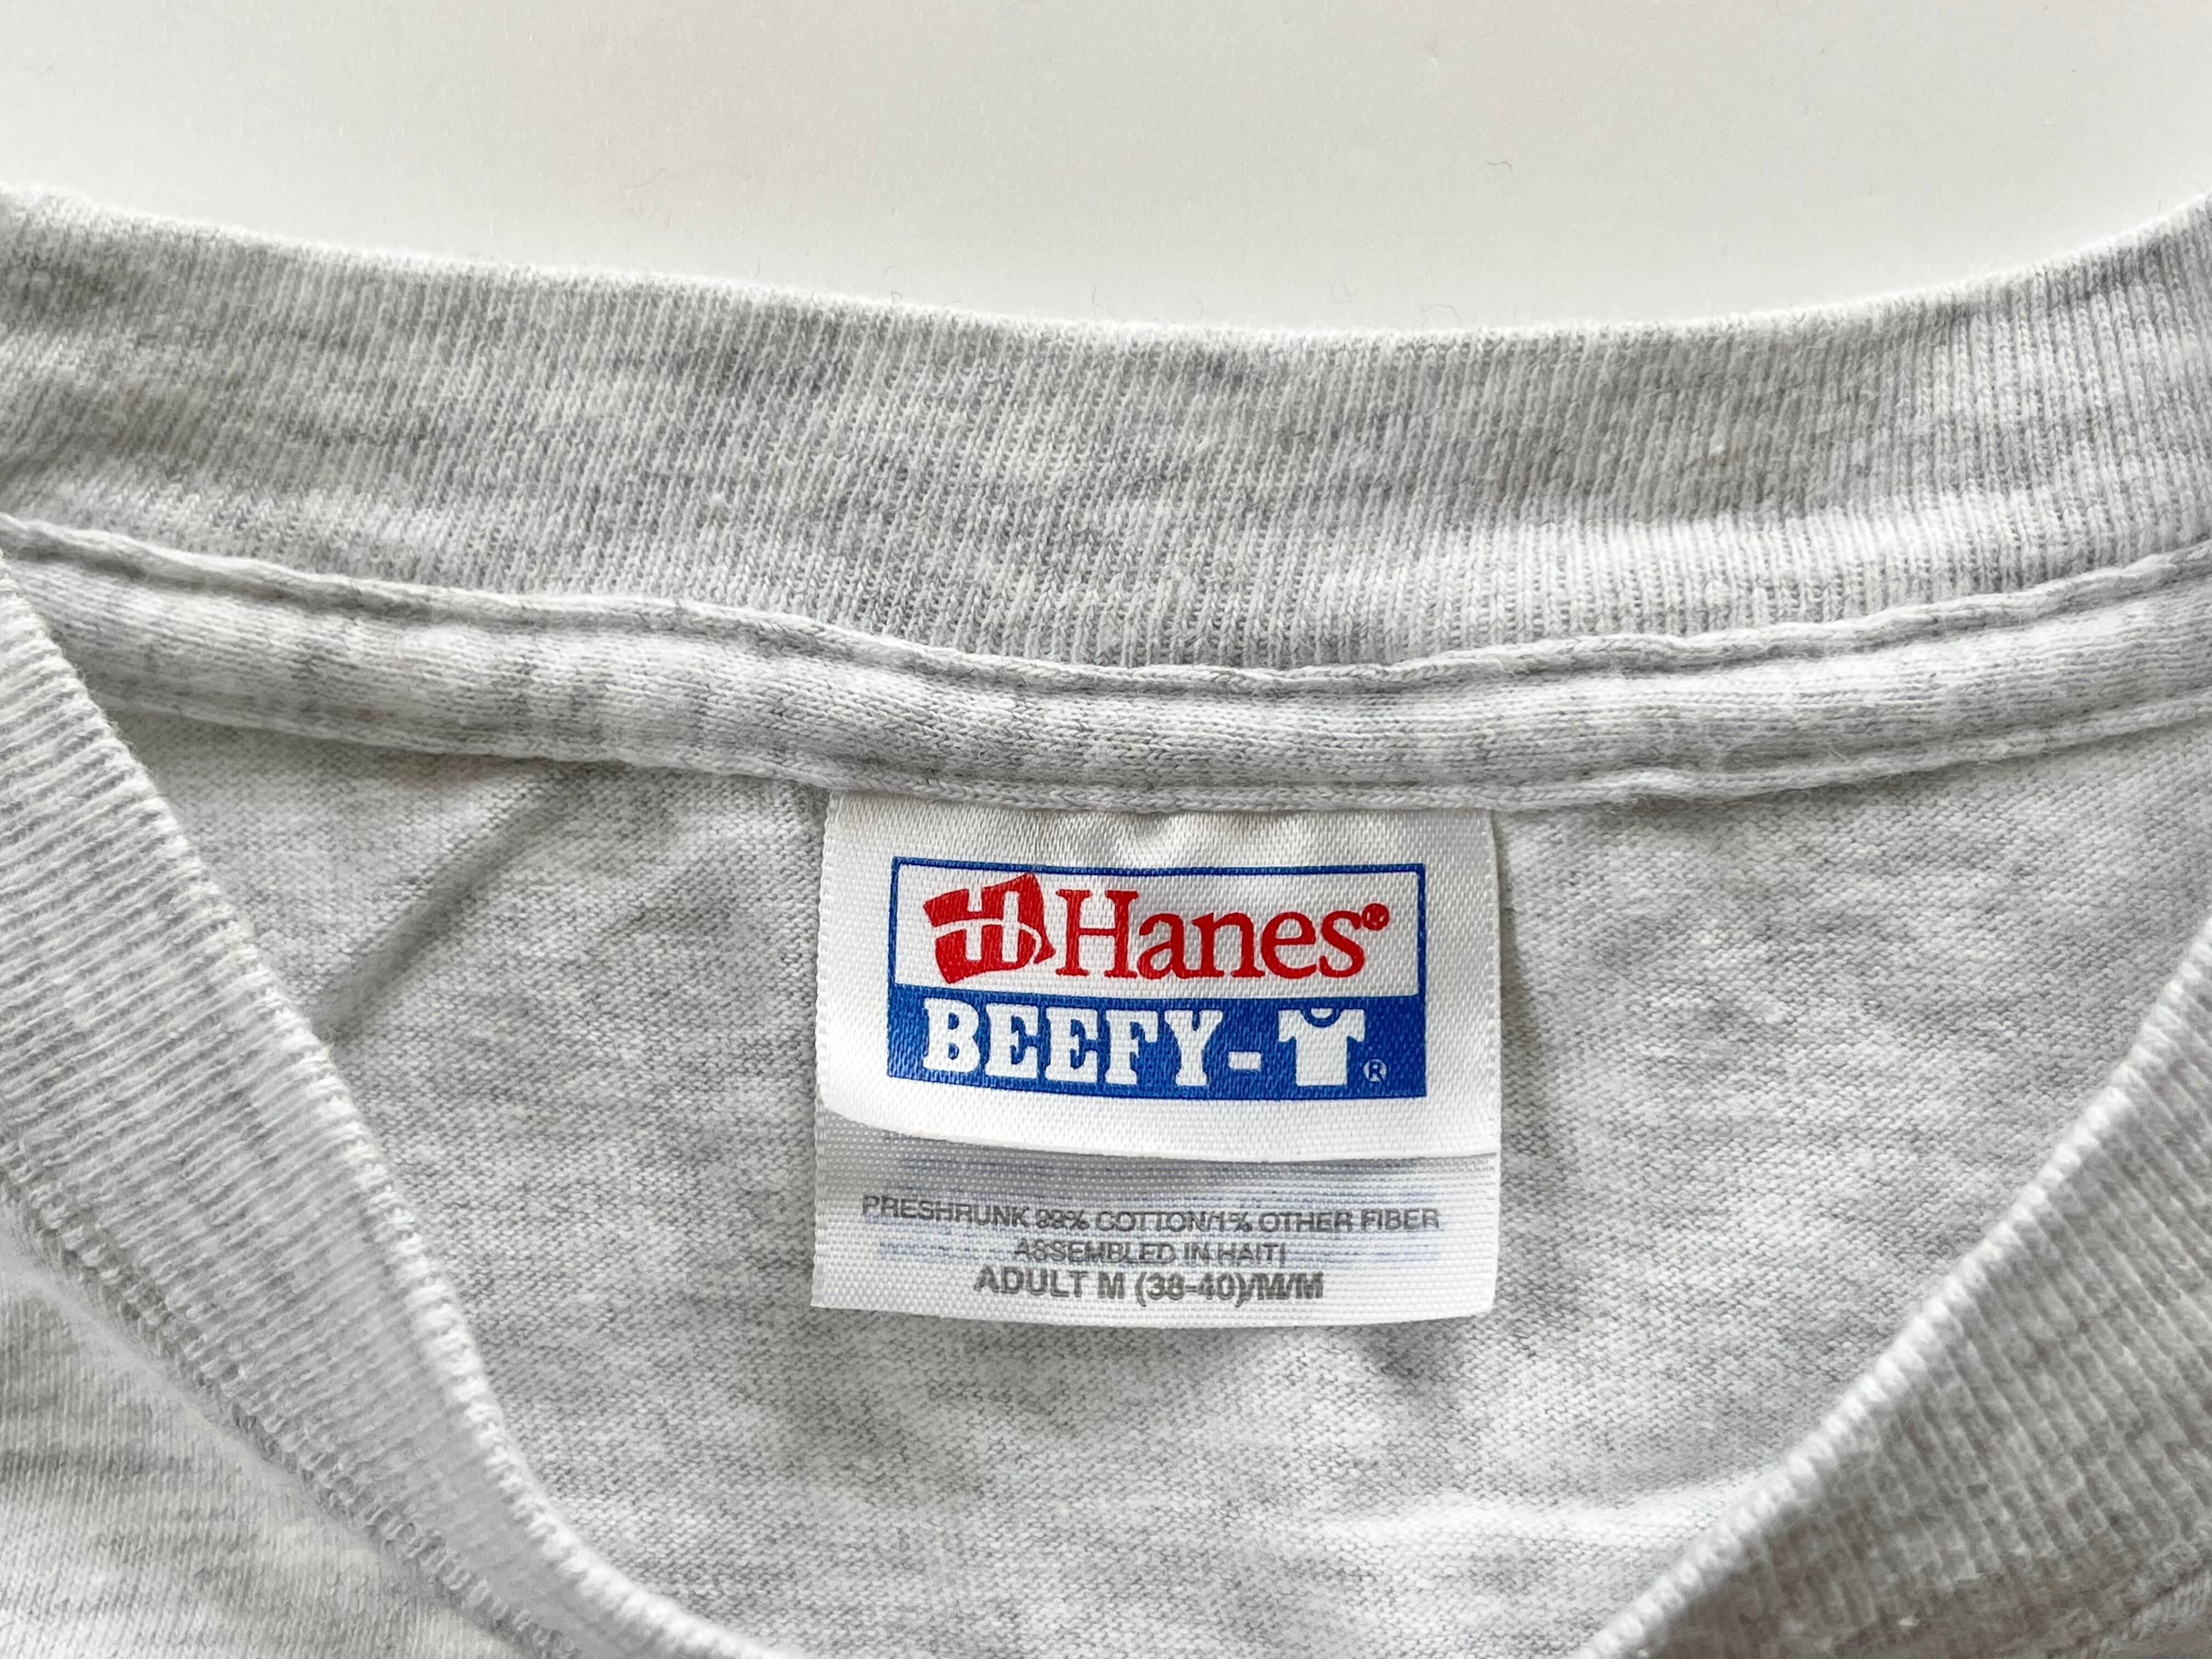 Hanes®
BEEFY-T®
PRESHRUNK 99% COTTON/1% OTHER FIBER
ASSEMBLED IN HAITI
ADULT M (38-40)/M/M